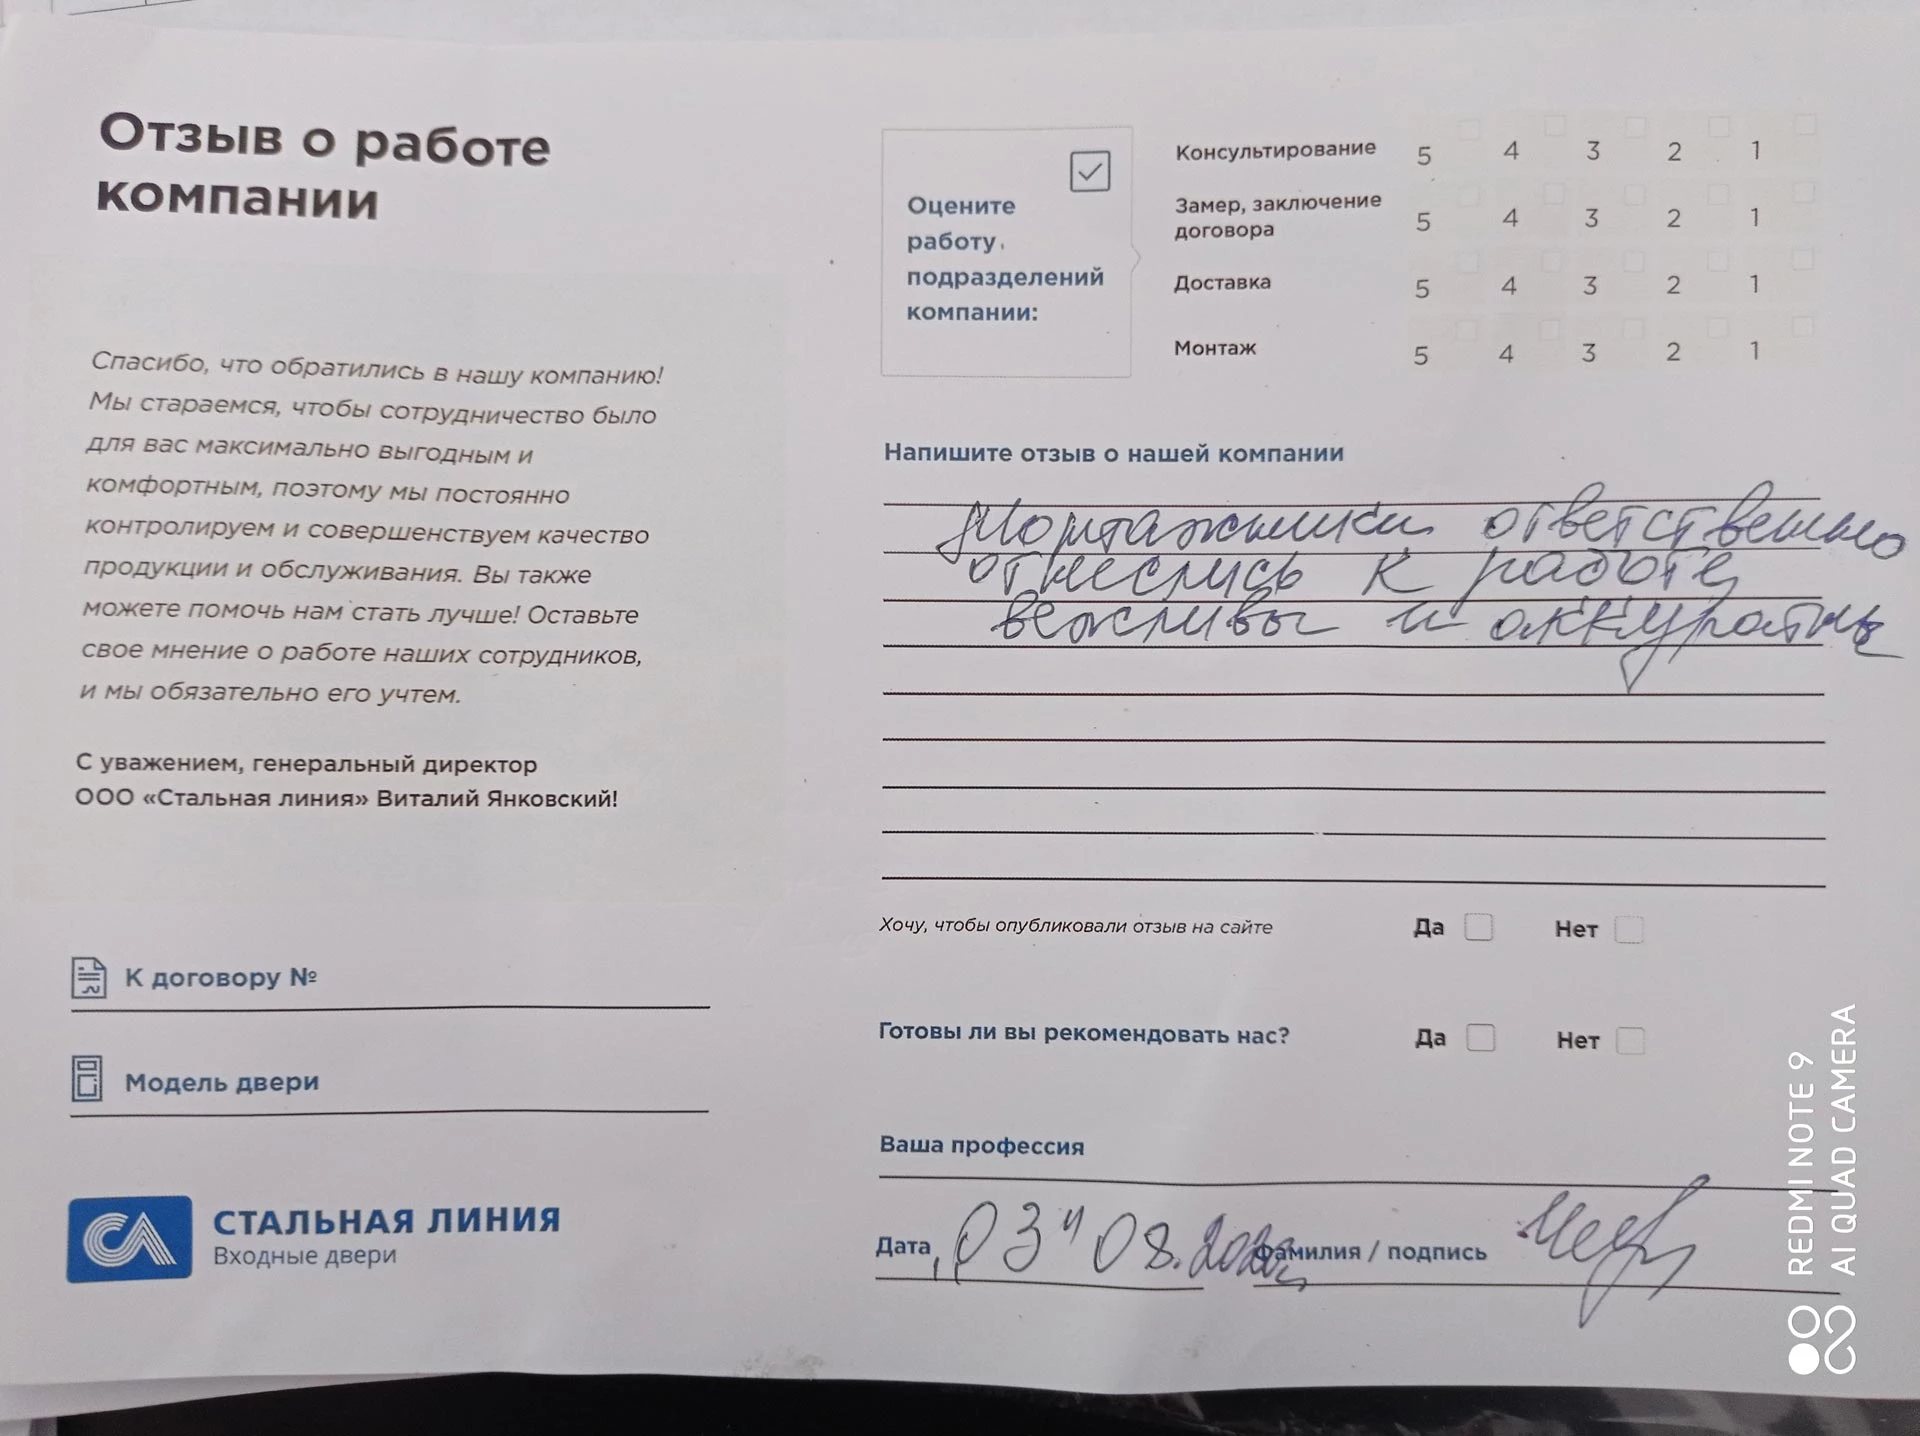 Отзыв о работе
компании
Спасибо, что обратились в нашу компанию!
Мы стараемся, чтобы сотрудничество было
для вас максимально выгодным и
комфортным, поэтому мы постоянно
контролируем и совершенствуем качество
продукции и обслуживания. Вы также
можете помочь нам стать лучше! Оставьте
свое мнение о работе наших сотрудников,
и мы обязательно его учтем.
С уважением, генеральный директор
ООО «Стальная линия» Виталий Янковский!
К договору №
Модель двери
СЛ
СТАЛЬНАЯ ЛИНИЯ
Входные двери
Оцените
работу
подразделений
компании:
Консультирование 5 4 3 2 1
Замер, заключение
договора 5 4 3 2 1
Доставка 5 4 3 2 1
Монтаж 5 4 3 2 1
Напишите отзыв о нашей компании
Монтажники ответственно
отнеслись к работе,
вежливы и аккуратны
Хочу, чтобы опубликовали отзыв на сайте Да Нет
Готовы ли вы рекомендовать нас? Да Нет
Ваша профессия
Дата „03" 08.2020г. Фамилия / подпись
REDMI NOTE 9
AI QUAD CAMERA